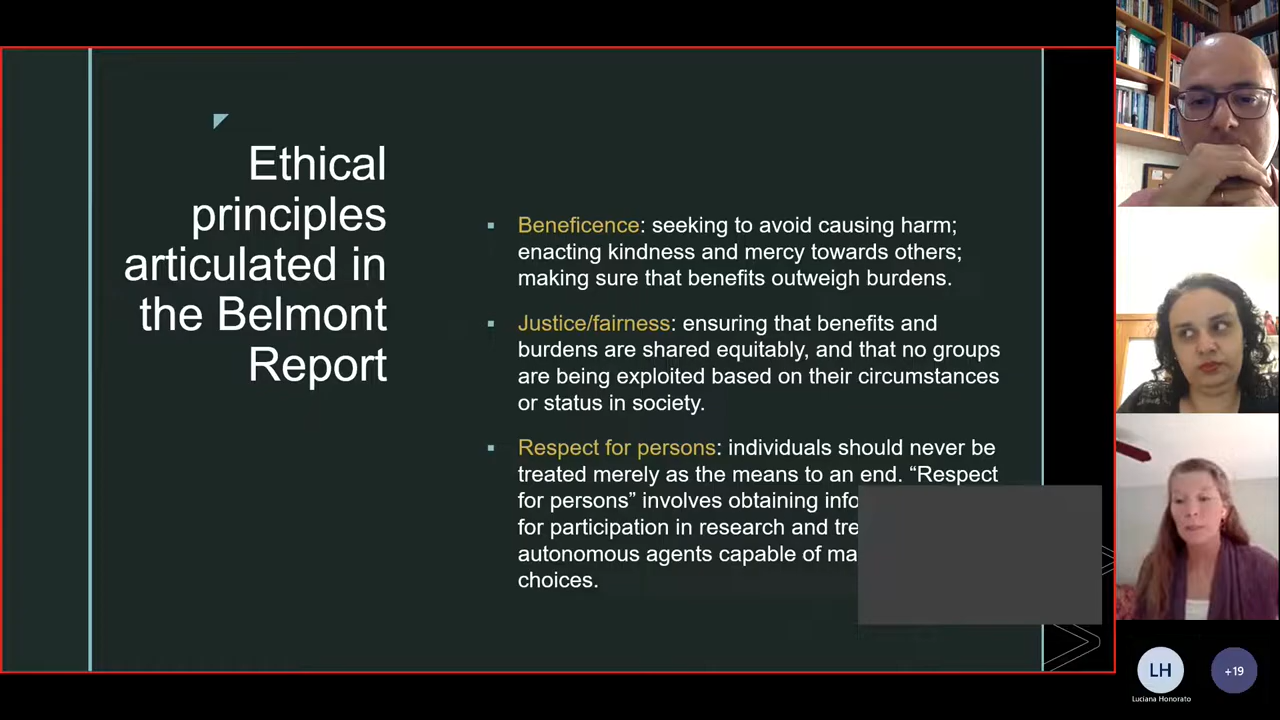 Ethical
principles
articulated in
the Belmont
Report
Beneficence: seeking to avoid causing harm;
enacting kindness and mercy towards others;
making sure that benefits outweigh burdens.
Justice/fairness: ensuring that benefits and
burdens are shared equitably, and that no groups
are being exploited based on their circumstances
or status in society.
Respect for persons: individuals should never be
treated merely as the means to an end. “Respect
for persons” involves obtaining
for participation in research and
autonomous agents capable of
choices.
LH
+19
Luciana Honorato